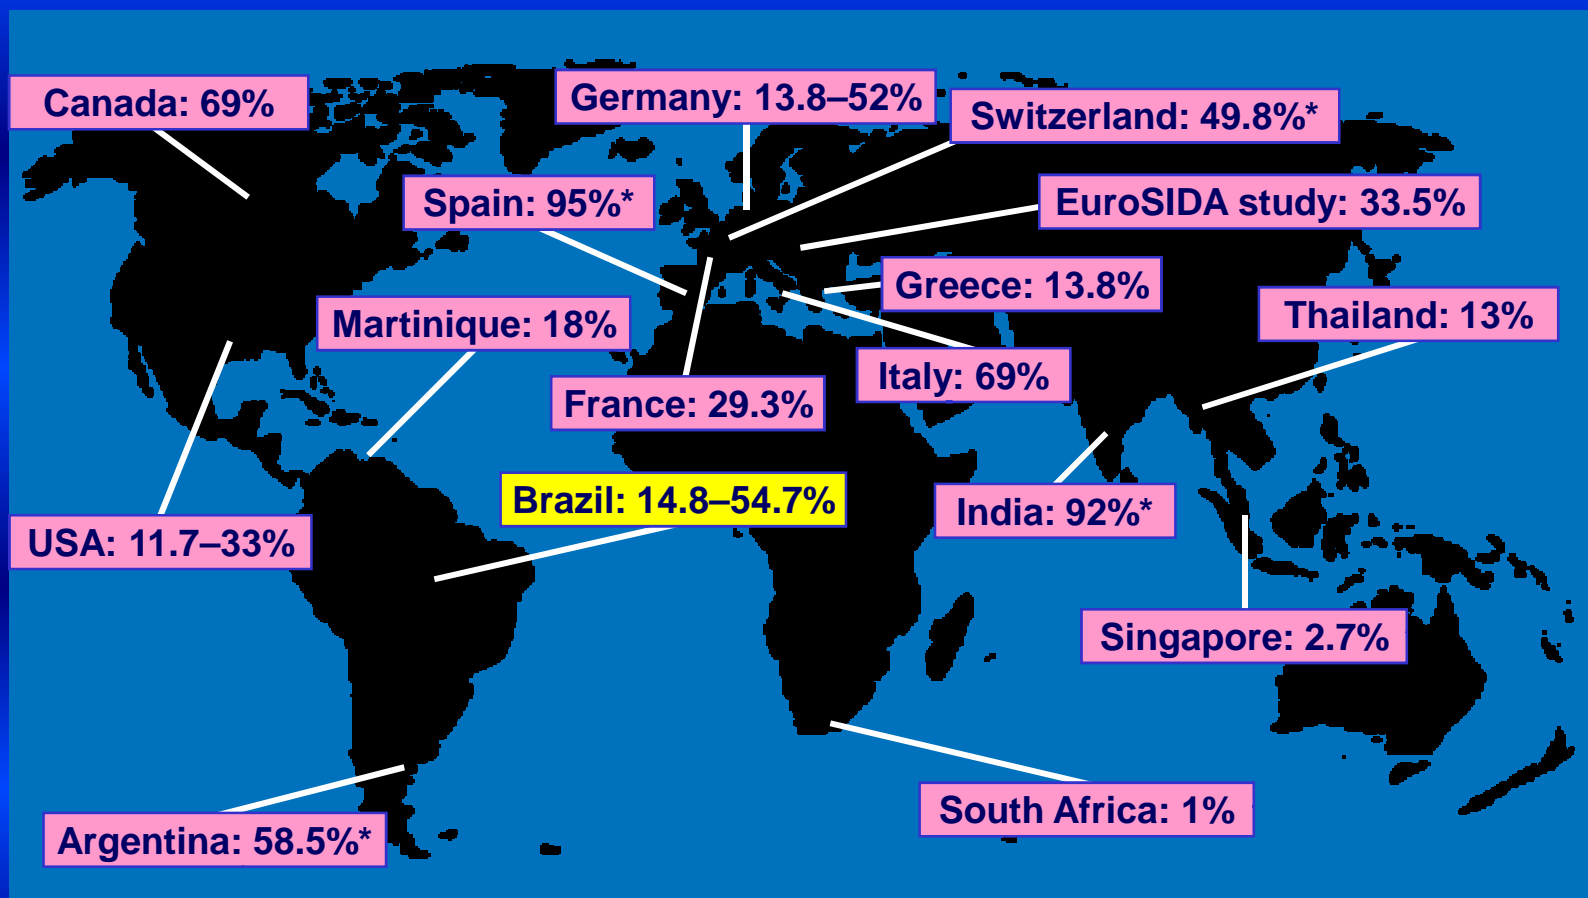 Canada: 69%
Germany: 13.8–52%
Switzerland: 49.8%*
Spain: 95%*
EuroSIDA study: 33.5%
Greece: 13.8%
Martinique: 18%
Thailand: 13%
Italy: 69%
France: 29.3%
Brazil: 14.8–54.7%
India: 92%*
USA: 11.7–33%
Singapore: 2.7%
South Africa: 1%
Argentina: 58.5%*